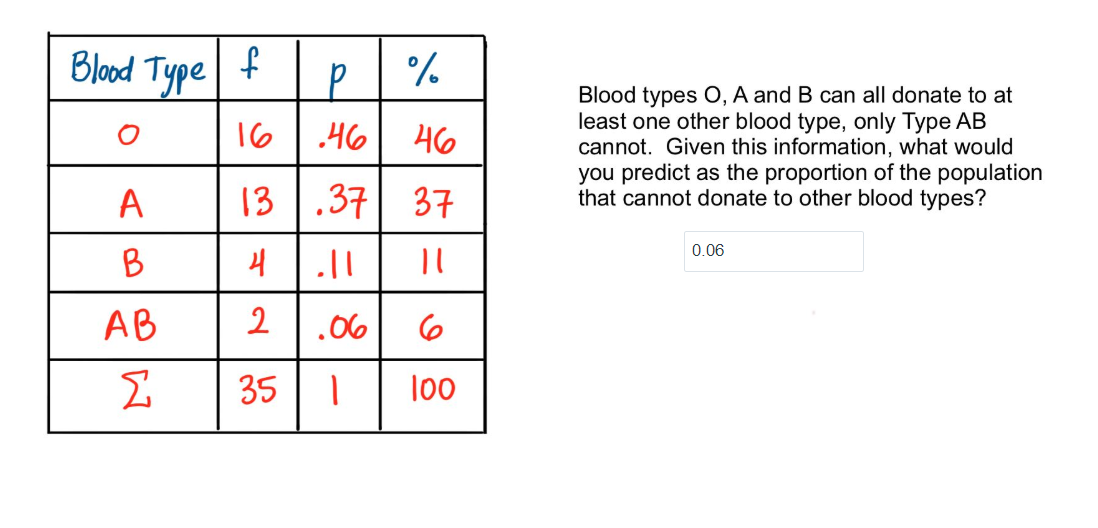 Blood Type f p %
O 16 .46 46
A 13 .37 37
B 4 .11 11
AB 2 .06 6
Σ 35 1 100
Blood types O, A and B can all donate to at
least one other blood type, only Type AB
cannot. Given this information, what would
you predict as the proportion of the population
that cannot donate to other blood types?
0.06